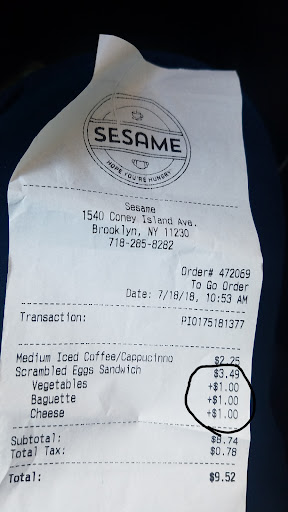 SESAME
HOPE YOU'RE HUNGRY
Sesame
1540 Coney Island Ave.
Brooklyn, NY 11230
718-285-8282
Order# 472069
To Go Order
Date: 7/18/18, 10:53 AM
Transaction: PI0175181377
Medium Iced Coffee/Cappucinno $2.25
Scrambled Eggs Sandwich $3.49
Vegetables +$1.00
Baguette +$1.00
Cheese +$1.00
Subtotal: $8.74
Total Tax: $0.78
Total: $9.52